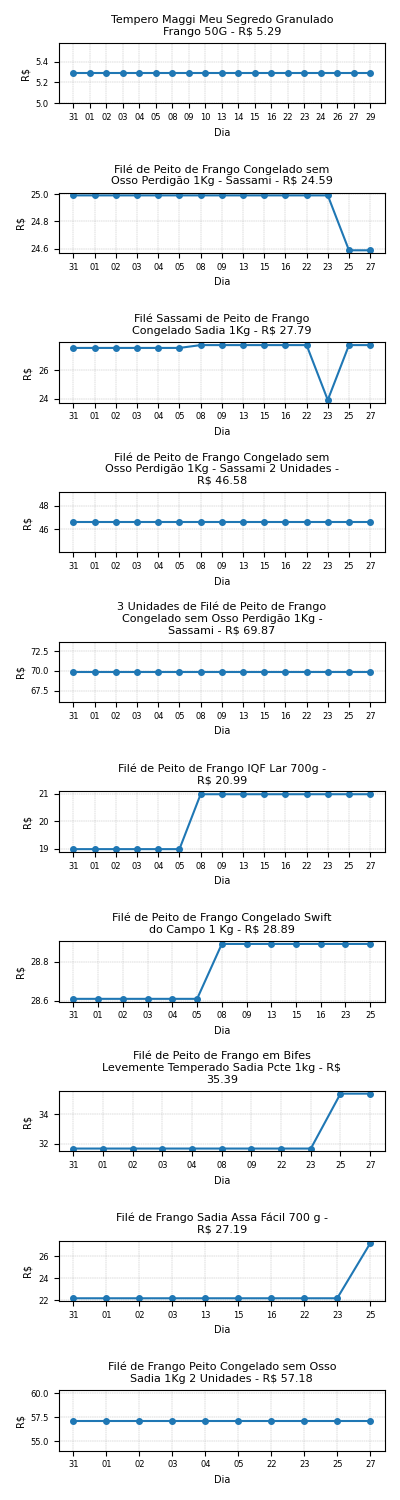 Tempero Maggi Meu Segredo Granulado
Frango 50G - R$ 5.29
5.4
5.2
5.0
R$
31 01 02 03 04 05 08 09 10 13 14 15 16 22 23 24 26 27 29
Dia
Filé de Peito de Frango Congelado sem
Osso Perdigão 1Kg - Sassami - R$ 24.59
25.0
24.8
24.6
R$
31 01 02 03 04 05 08 09 13 15 16 22 23 25 27
Dia
Filé Sassami de Peito de Frango
Congelado Sadia 1Kg - R$ 27.79
26
24
R$
31 01 02 03 04 05 08 09 13 15 16 22 23 25 27
Dia
Filé de Peito de Frango Congelado sem
Osso Perdigão 1Kg - Sassami 2 Unidades -
R$ 46.58
48
46
R$
31 01 02 03 04 05 08 09 13 15 16 22 23 25 27
Dia
3 Unidades de Filé de Peito de Frango
Congelado sem Osso Perdigão 1Kg -
Sassami - R$ 69.87
72.5
70.0
67.5
R$
31 01 02 03 04 05 08 09 13 15 16 22 23 25 27
Dia
Filé de Peito de Frango IQF Lar 700g -
R$ 20.99
21
20
19
R$
31 01 02 03 04 05 08 09 13 15 16 22 23 25 27
Dia
Filé de Peito de Frango Congelado Swift
do Campo 1 Kg - R$ 28.89
28.8
28.6
R$
31 01 02 03 04 05 08 09 13 15 16 23 25
Dia
Filé de Peito de Frango em Bifes
Levemente Temperado Sadia Pcte 1kg - R$
35.39
34
32
R$
31 01 02 03 04 08 09 22 23 25 27
Dia
Filé de Frango Sadia Assa Fácil 700 g -
R$ 27.19
26
24
22
R$
31 01 02 03 13 15 16 22 23 25
Dia
Filé de Frango Peito Congelado sem Osso
Sadia 1Kg 2 Unidades - R$ 57.18
60.0
57.5
55.0
R$
31 01 02 03 04 05 22 23 25 27
Dia